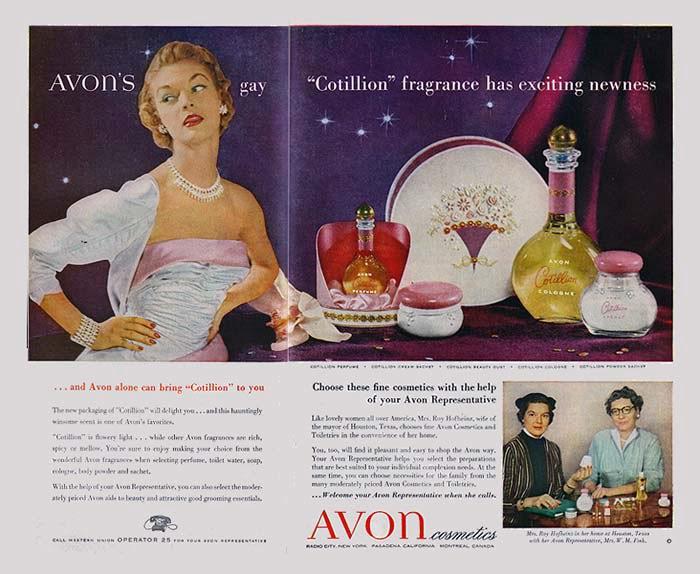 AVON'S gay "Cotillion" fragrance has exciting newness
AVON
PERFUME
AVON
Cotillion
COLOGNE
Cotillion
SACHET
COTILLION PERFUME • COTILLION CREAM SACHET • COTILLION BEAUTY DUST • COTILLION COLOGNE • COTILLION POWDER SACHET
. . . and Avon alone can bring "Cotillion" to you
The new packaging of "Cotillion" will delight you . . . and this hauntingly
winsome scent is one of Avon's favorites.
"Cotillion" is flowery light . . . while other Avon fragrances are rich,
spicy or mellow. You're sure to enjoy making your choice from the
wonderful Avon fragrances when selecting perfume, toilet water, soap,
cologne, body powder and sachet.
With the help of your Avon Representative, you can also select the moder-
ately priced Avon aids to beauty and attractive good grooming essentials.
CALL WESTERN UNION OPERATOR 25 FOR YOUR AVON REPRESENTATIVE
Choose these fine cosmetics with the help
of your Avon Representative
Like lovely women all over America, Mrs. Roy Hofheinz, wife of
the mayor of Houston, Texas, chooses fine Avon Cosmetics and
Toiletries in the convenience of her home.
You, too, will find it pleasant and easy to shop the Avon way.
Your Avon Representative helps you select the preparations
that are best suited to your individual complexion needs. At the
same time, you can choose necessities for the family from the
many moderately priced Avon Cosmetics and Toiletries.
. . . Welcome your Avon Representative when she calls.
AVON cosmetics
RADIO CITY, NEW YORK PASADENA, CALIFORNIA MONTREAL, CANADA
Mrs. Roy Hofheinz in her home at Houston, Texas
with her Avon Representative, Mrs. W. M. Fink.